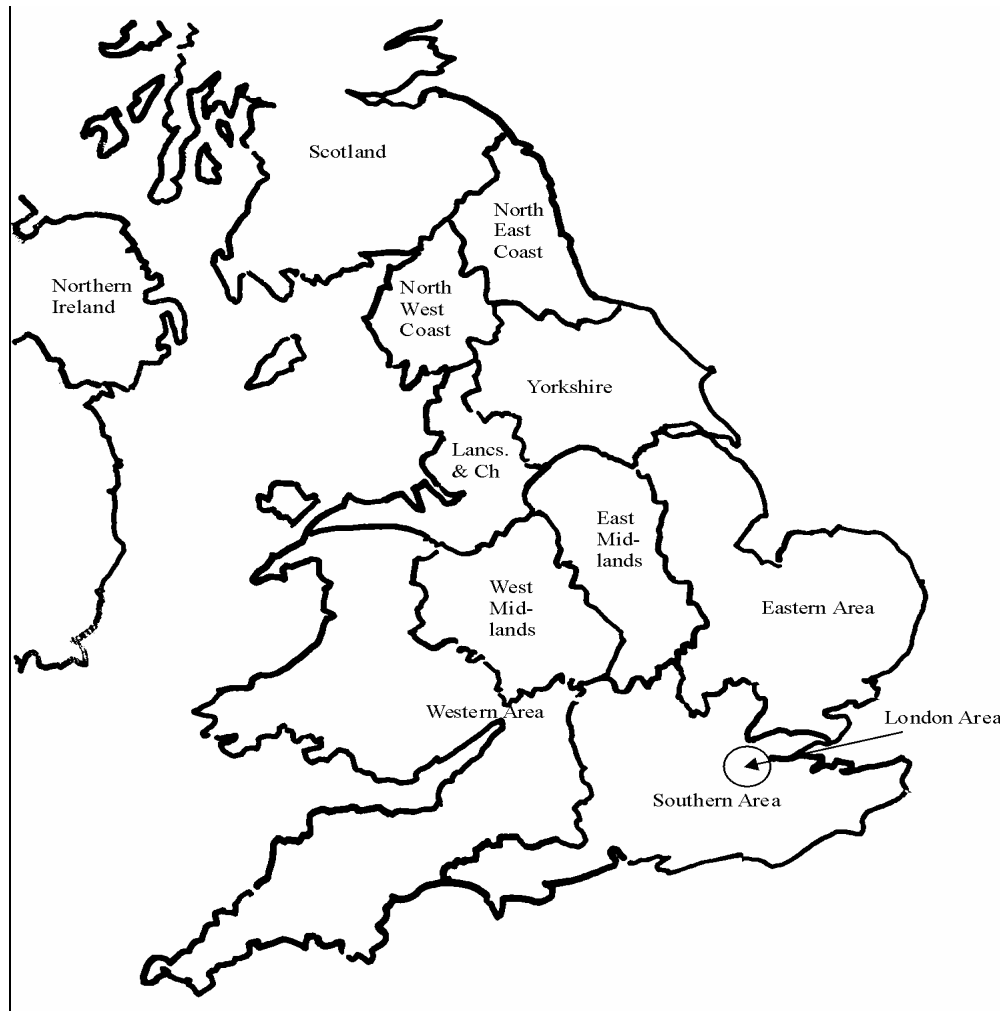 Scotland
North
East
Coast
Northern
Ireland
North
West
Coast
Yorkshire
Lancs.
& Ch
East
Mid-
lands
West
Mid-
lands
Eastern Area
Western Area
London Area
Southern Area